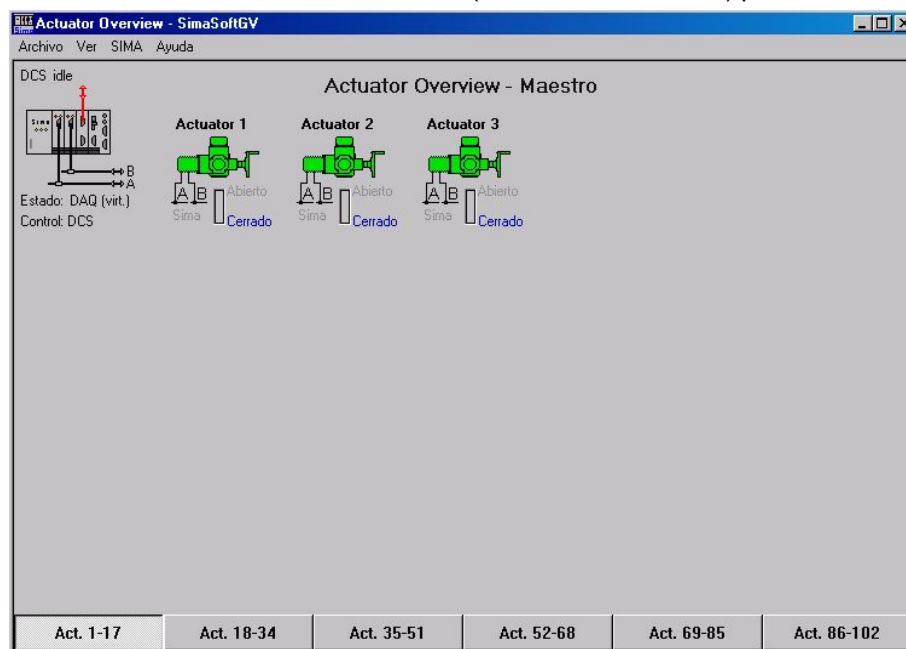 Actuator Overview - SimaSoftGV
Archivo Ver SIMA Ayuda
DCS idle
Actuator Overview - Maestro
Sima
B
A
Estado: DAQ (virt.)
Control: DCS
Actuator 1
A B Abierto
Sima Cerrado
Actuator 2
A B Abierto
Sima Cerrado
Actuator 3
A B Abierto
Sima Cerrado
Act. 1-17 Act. 18-34 Act. 35-51 Act. 52-68 Act. 69-85 Act. 86-102